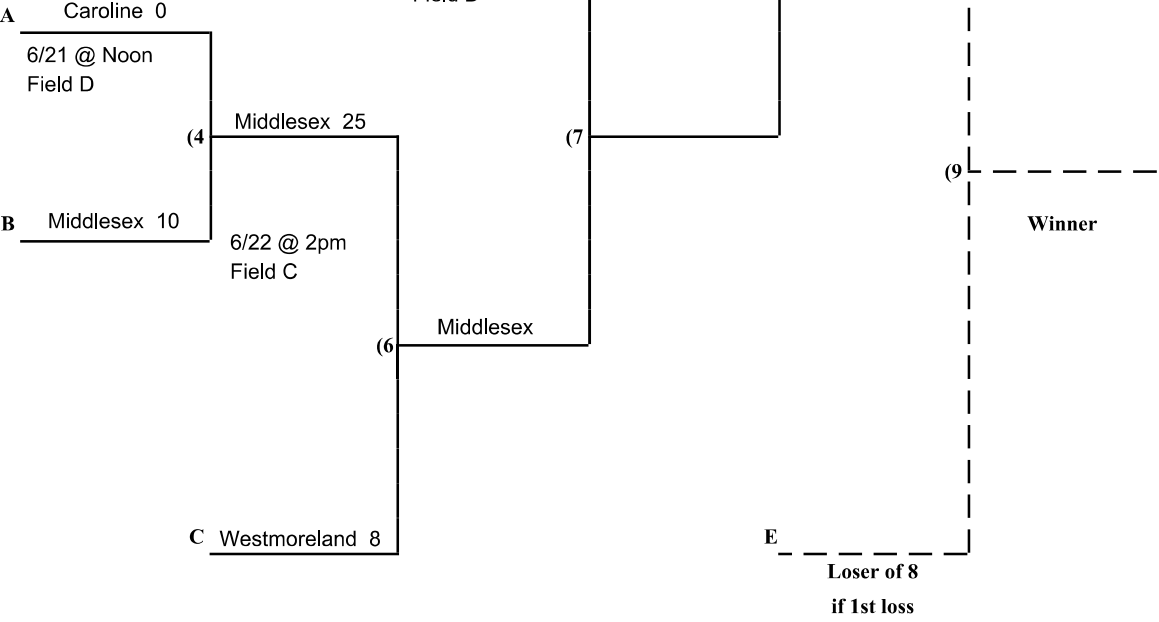 A Caroline 0
6/21 @ Noon
Field D
(4
Middlesex 25
(7
(9
B Middlesex 10
Winner
6/22 @ 2pm
Field C
Middlesex
(6
C Westmoreland 8
E
Loser of 8
if 1st loss